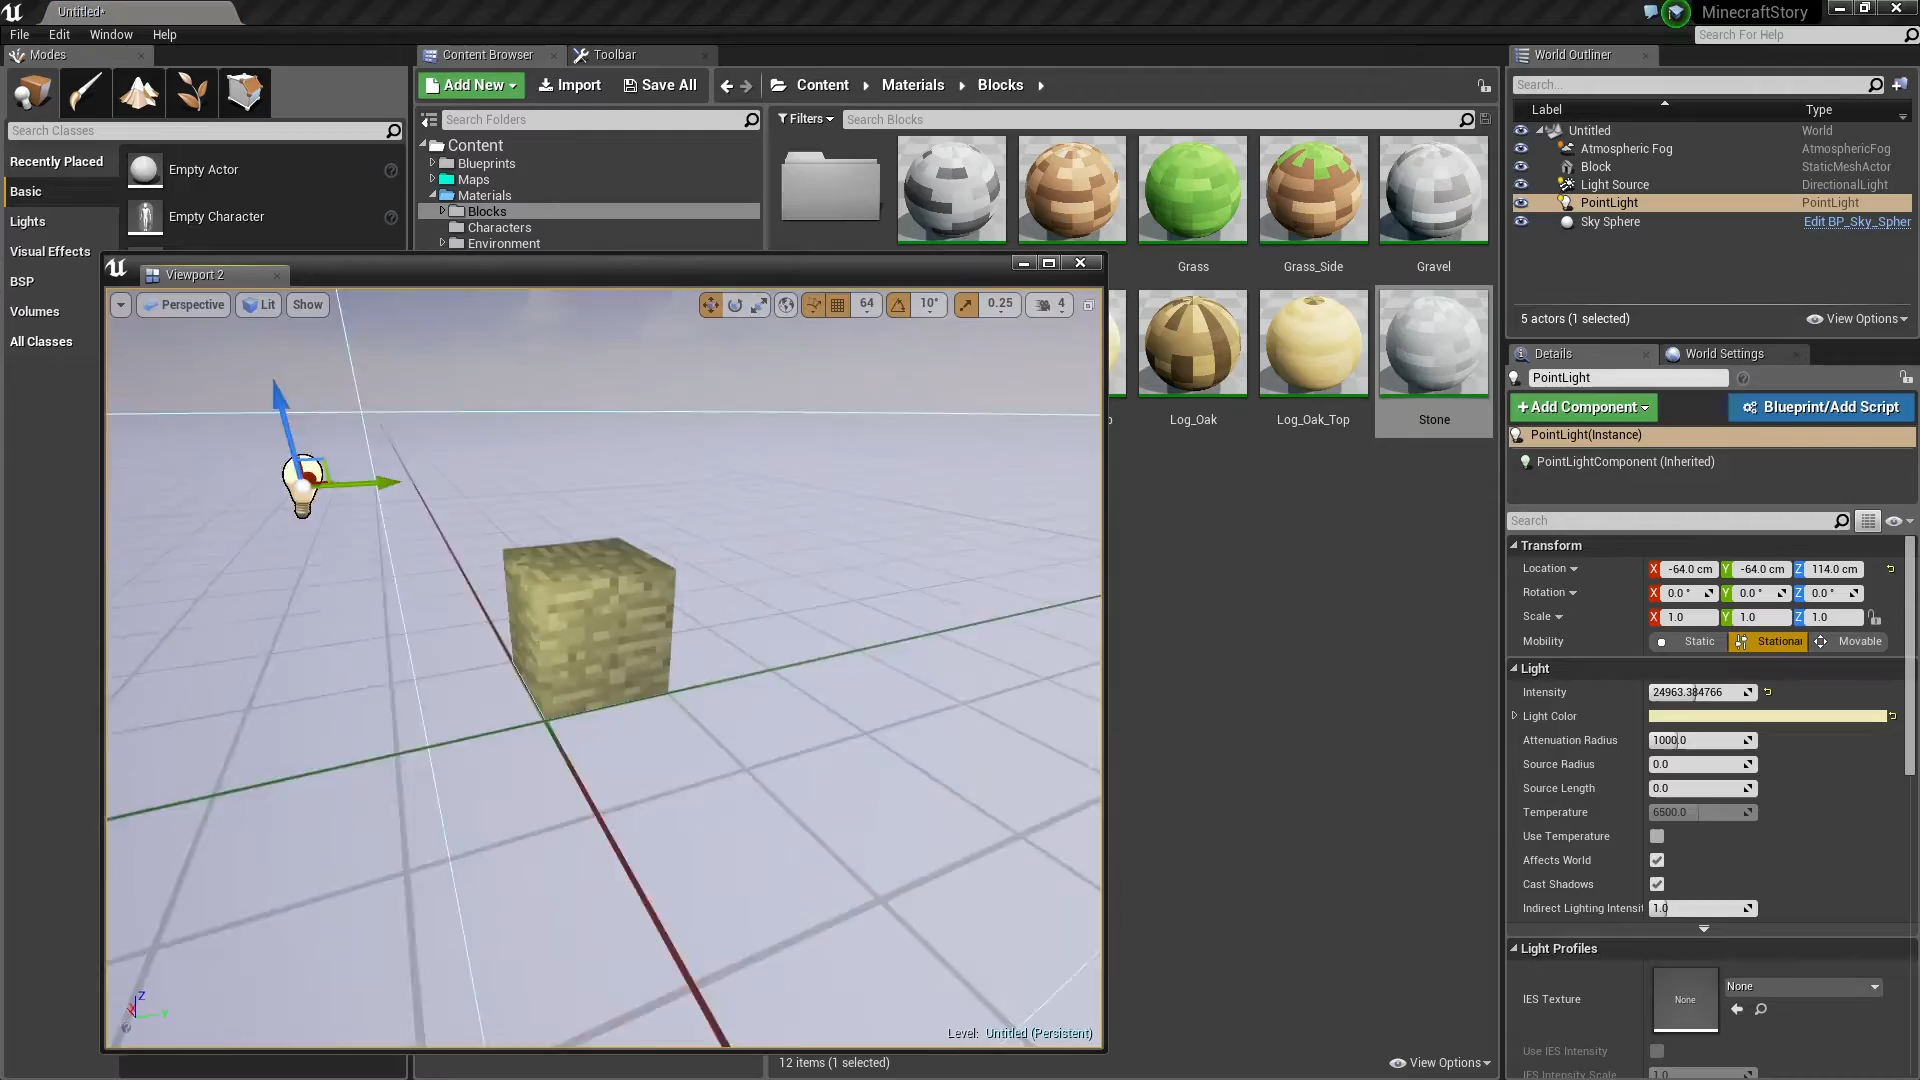 Untitled•
MinecraftStory
File Edit Window Help
Search For Help
Modes
Content Browser
Toolbar
World Outliner
Add New
Import
Save All
Content
Materials
Blocks
Search...
Search Classes
Search Folders
Filters
Search Blocks
Label
Type
Recently Placed
Basic
Lights
Visual Effects
BSP
Volumes
All Classes
Empty Actor
Empty Character
Content
Blueprints
Maps
Materials
Blocks
Characters
Environment
Grass
Grass_Side
Gravel
Log_Oak
Log_Oak_Top
Stone
Untitled World
Atmospheric Fog AtmosphericFog
Block StaticMeshActor
Light Source DirectionalLight
PointLight PointLight
Sky Sphere Edit BP_Sky_Spher
5 actors (1 selected)
View Options
Viewport 2
Perspective
Lit
Show
64
10°
0.25
4
Z
X
Y
Level: Untitled (Persistent)
12 items (1 selected)
View Options
Details
World Settings
PointLight
+Add Component
Blueprint/Add Script
PointLight(Instance)
PointLightComponent (Inherited)
Search
Transform
Location X -64.0 cm Y -64.0 cm Z 114.0 cm
Rotation X 0.0 ° Y 0.0 ° Z 0.0 °
Scale X 1.0 Y 1.0 Z 1.0
Mobility Static Stationar Movable
Light
Intensity 24963.384766
Light Color
Attenuation Radius 1000.0
Source Radius 0.0
Source Length 0.0
Temperature 6500.0
Use Temperature
Affects World
Cast Shadows
Indirect Lighting Intensit 1.0
Light Profiles
IES Texture None None
Use IES Intensity
IES Intensity Scale 1.0